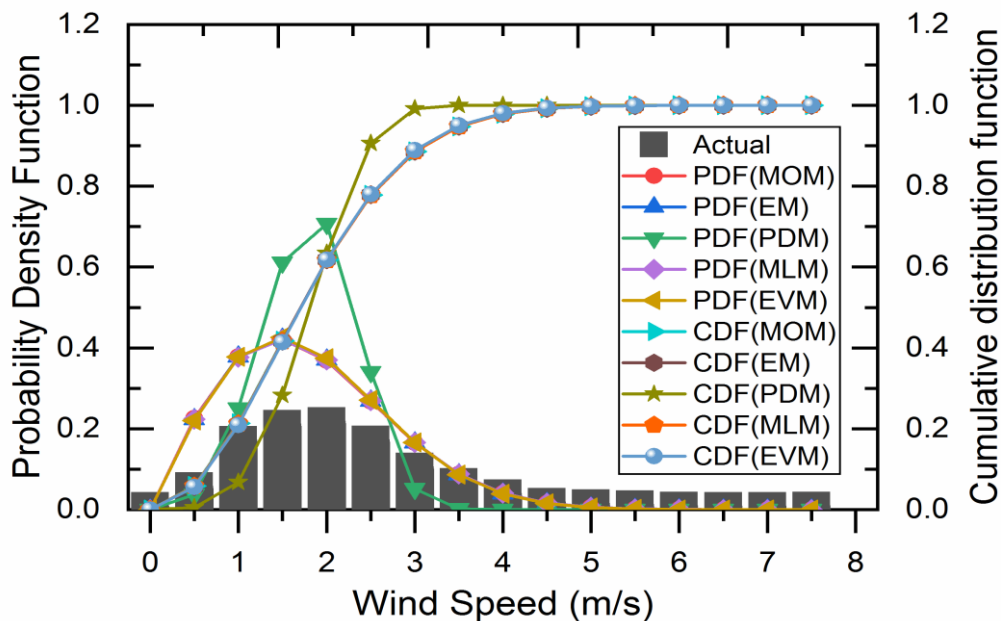 Probability Density Function
1.2
1.0
0.8
0.6
0.4
0.2
0.0
1.2
1.0
0.8
0.6
0.4
0.2
0.0
Cumulative distribution function
Actual
PDF(MOM)
PDF(EM)
PDF(PDM)
PDF(MLM)
PDF(EVM)
CDF(MOM)
CDF(EM)
CDF(PDM)
CDF(MLM)
CDF(EVM)
0 1 2 3 4 5 6 7 8
Wind Speed (m/s)